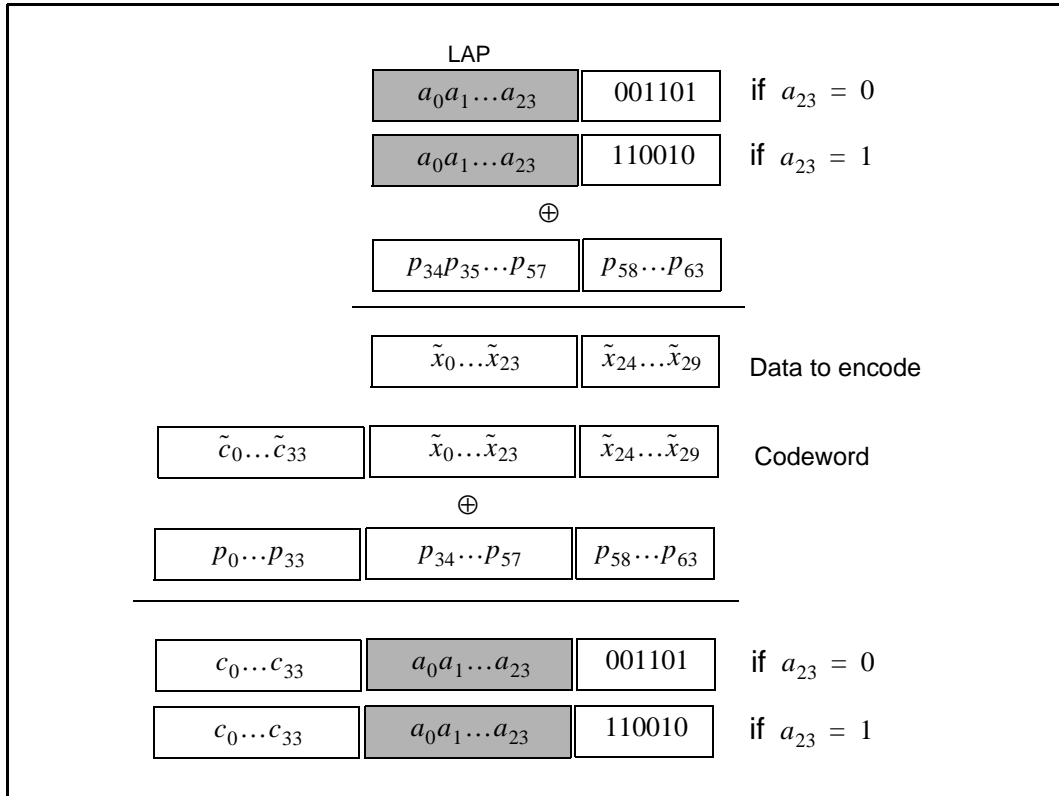 LAP
a₀a₁…a₂₃ 001101 if a₂₃ = 0
a₀a₁…a₂₃ 110010 if a₂₃ = 1
⊕
p₃₄p₃₅…p₅₇ p₅₈…p₆₃
x̃₀…x̃₂₃ x̃₂₄…x̃₂₉ Data to encode
c̃₀…c̃₃₃ x̃₀…x̃₂₃ x̃₂₄…x̃₂₉ Codeword
⊕
p₀…p₃₃ p₃₄…p₅₇ p₅₈…p₆₃
c₀…c₃₃ a₀a₁…a₂₃ 001101 if a₂₃ = 0
c₀…c₃₃ a₀a₁…a₂₃ 110010 if a₂₃ = 1